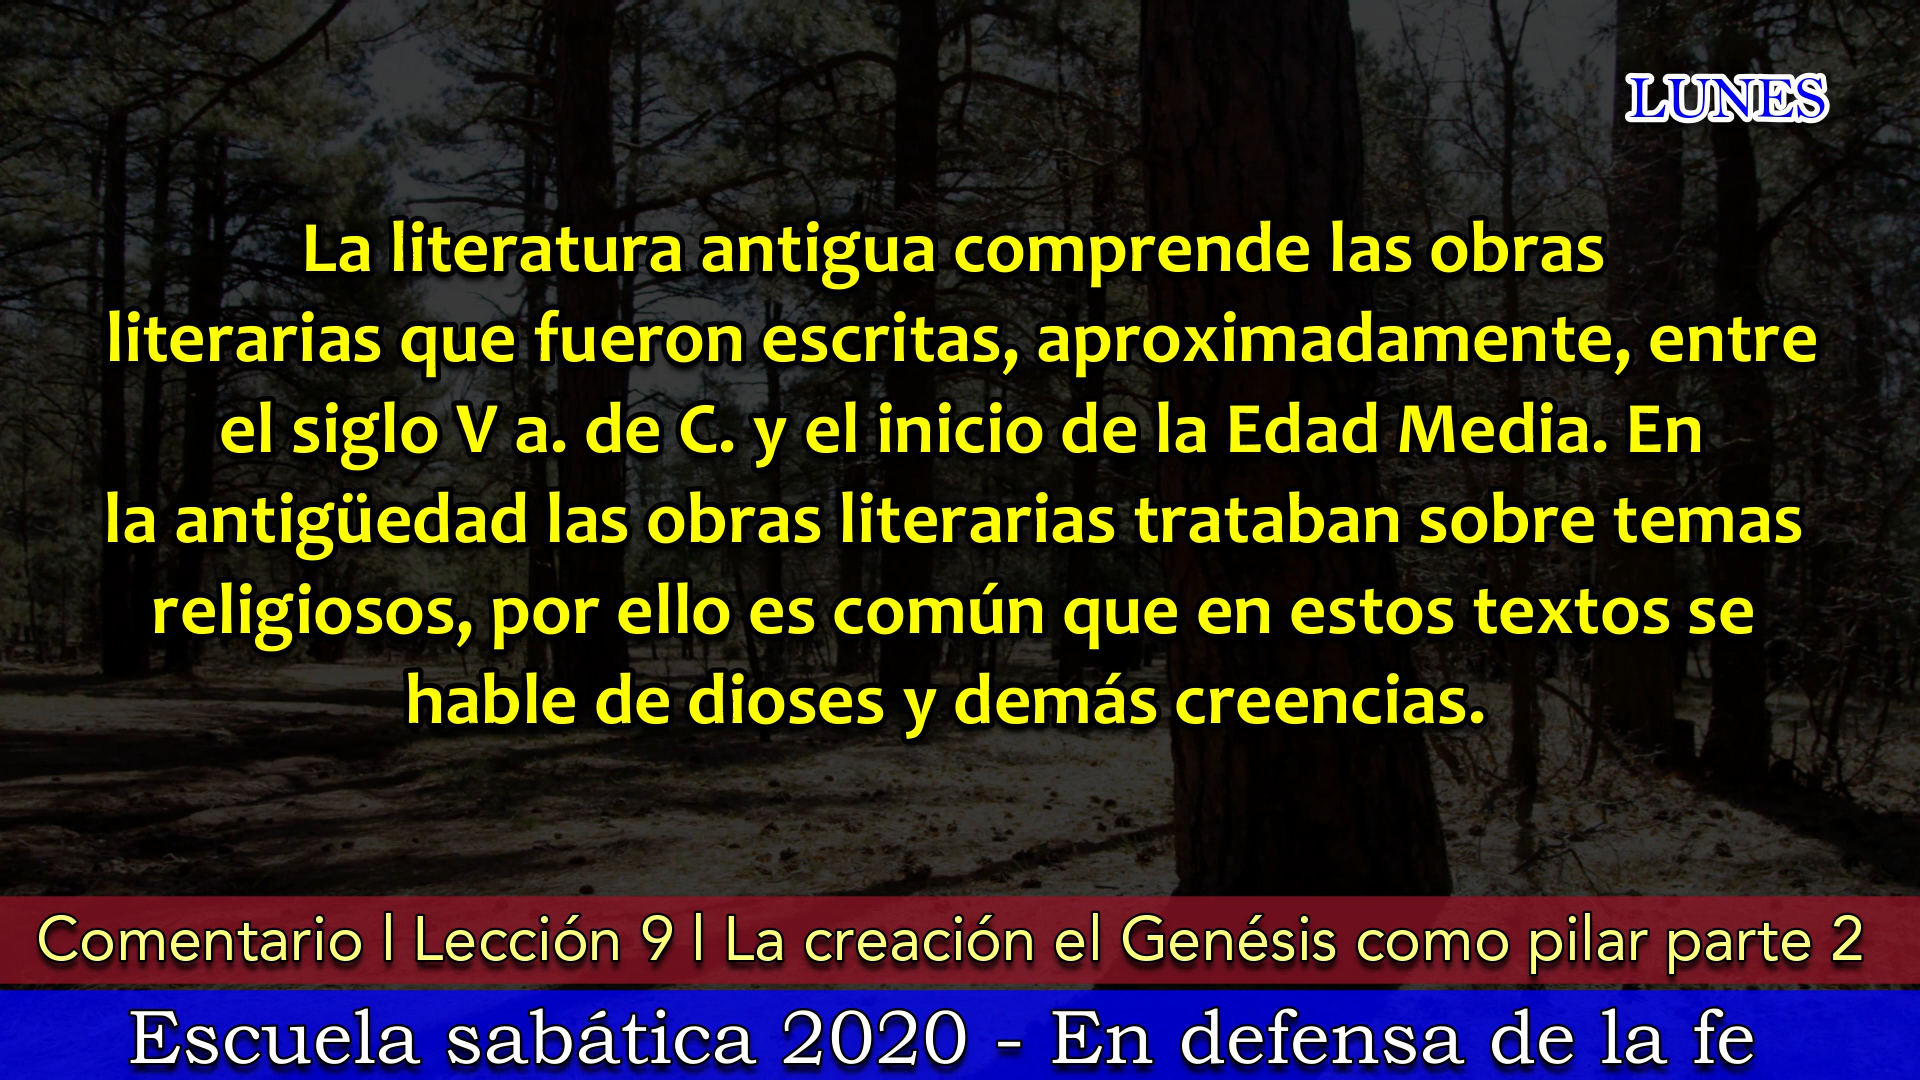 LUNES
La literatura antigua comprende las obras
literarias que fueron escritas, aproximadamente, entre
el siglo V a. de C. y el inicio de la Edad Media. En
la antigüedad las obras literarias trataban sobre temas
religiosos, por ello es común que en estos textos se
hable de dioses y demás creencias.
Comentario l Lección 9 l La creación el Genésis como pilar parte 2
Escuela sabática 2020 - En defensa de la fe